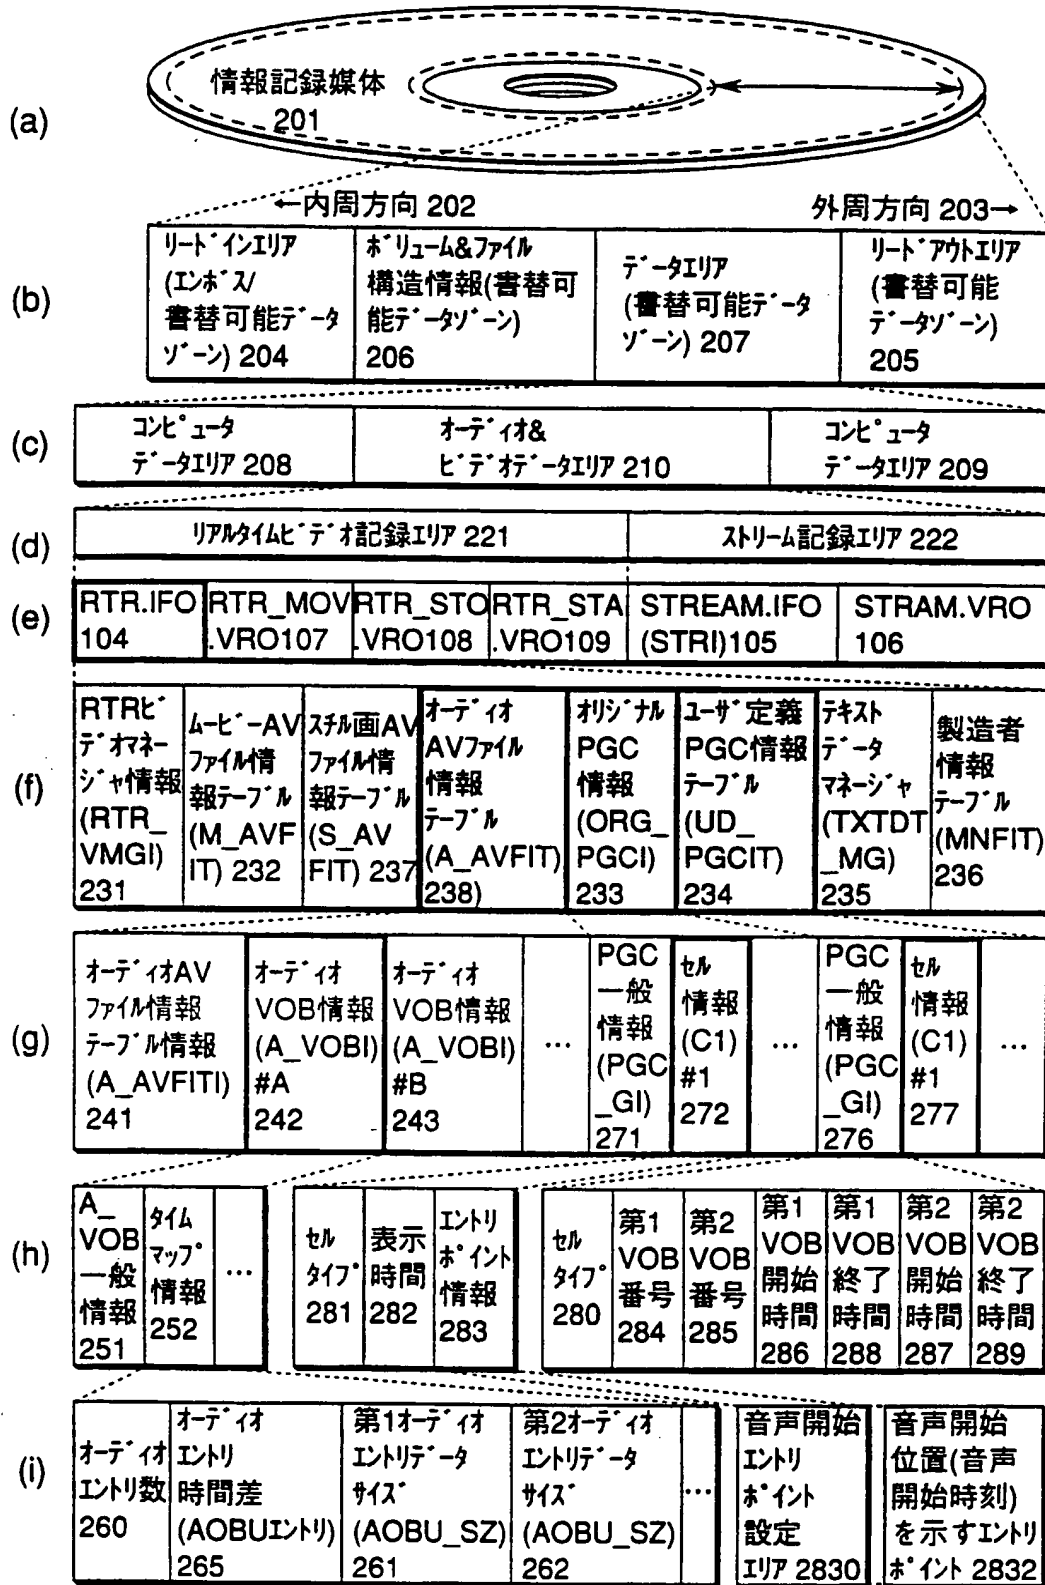 (a)
情報記録媒体
201
←内周方向 202
外周方向 203→
(b)
リードインエリア
(エンボス/
書替可能データ
ゾーン) 204
ボリューム&ファイル
構造情報(書替可
能データゾーン)
206
データエリア
(書替可能データ
ゾーン) 207
リードアウトエリア
(書替可能
データゾーン)
205
(c)
コンピュータ
データエリア 208
オーディオ&
ビデオデータエリア 210
コンピュータ
データエリア 209
(d)
リアルタイムビデオ記録エリア 221
ストリーム記録エリア 222
(e)
RTR.IFO
104
RTR_MOV
.VRO107
RTR_STO
.VRO108
RTR_STA
.VRO109
STREAM.IFO
(STRI)105
STRAM.VRO
106
(f)
RTRビ
デオマネー
ジャ情報
(RTR_
VMGI)
231
ムービーAV
ファイル情
報テーブル
(M_AVF
IT) 232
スチル画AV
ファイル情
報テーブル
(S_AV
FIT) 237
オーディオ
AVファイル
情報
テーブル
(A_AVFIT)
238)
オリジナル
PGC
情報
(ORG_
PGCI)
233
ユーザ定義
PGC情報
テーブル
(UD_
PGCIT)
234
テキスト
データ
マネージャ
(TXTDT
_MG)
235
製造者
情報
テーブル
(MNFIT)
236
(g)
オーディオAV
ファイル情報
テーブル情報
(A_AVFITI)
241
オーディオ
VOB情報
(A_VOBI)
#A
242
オーディオ
VOB情報
(A_VOBI)
#B
243
…
PGC
一般
情報
(PGC
_GI)
271
セル
情報
(C1)
#1
272
…
PGC
一般
情報
(PGC
_GI)
276
セル
情報
(C1)
#1
277
…
(h)
A_
VOB
一般
情報
251
タイム
マップ
情報
252
…
セル
タイプ
281
表示
時間
282
エントリ
ポイント
情報
283
セル
タイプ
280
第1
VOB
番号
284
第2
VOB
番号
285
第1
VOB
開始
時間
286
第1
VOB
終了
時間
288
第2
VOB
開始
時間
287
第2
VOB
終了
時間
289
(i)
オーディオ
エントリ数
260
オーディオ
エントリ
時間差
(AOBUエントリ)
265
第1オーディオ
エントリデータ
サイズ
(AOBU_SZ)
261
第2オーディオ
エントリデータ
サイズ
(AOBU_SZ)
262
…
音声開始
エントリ
ポイント
設定
エリア 2830
音声開始
位置(音声
開始時刻)
を示すエントリ
ポイント 2832